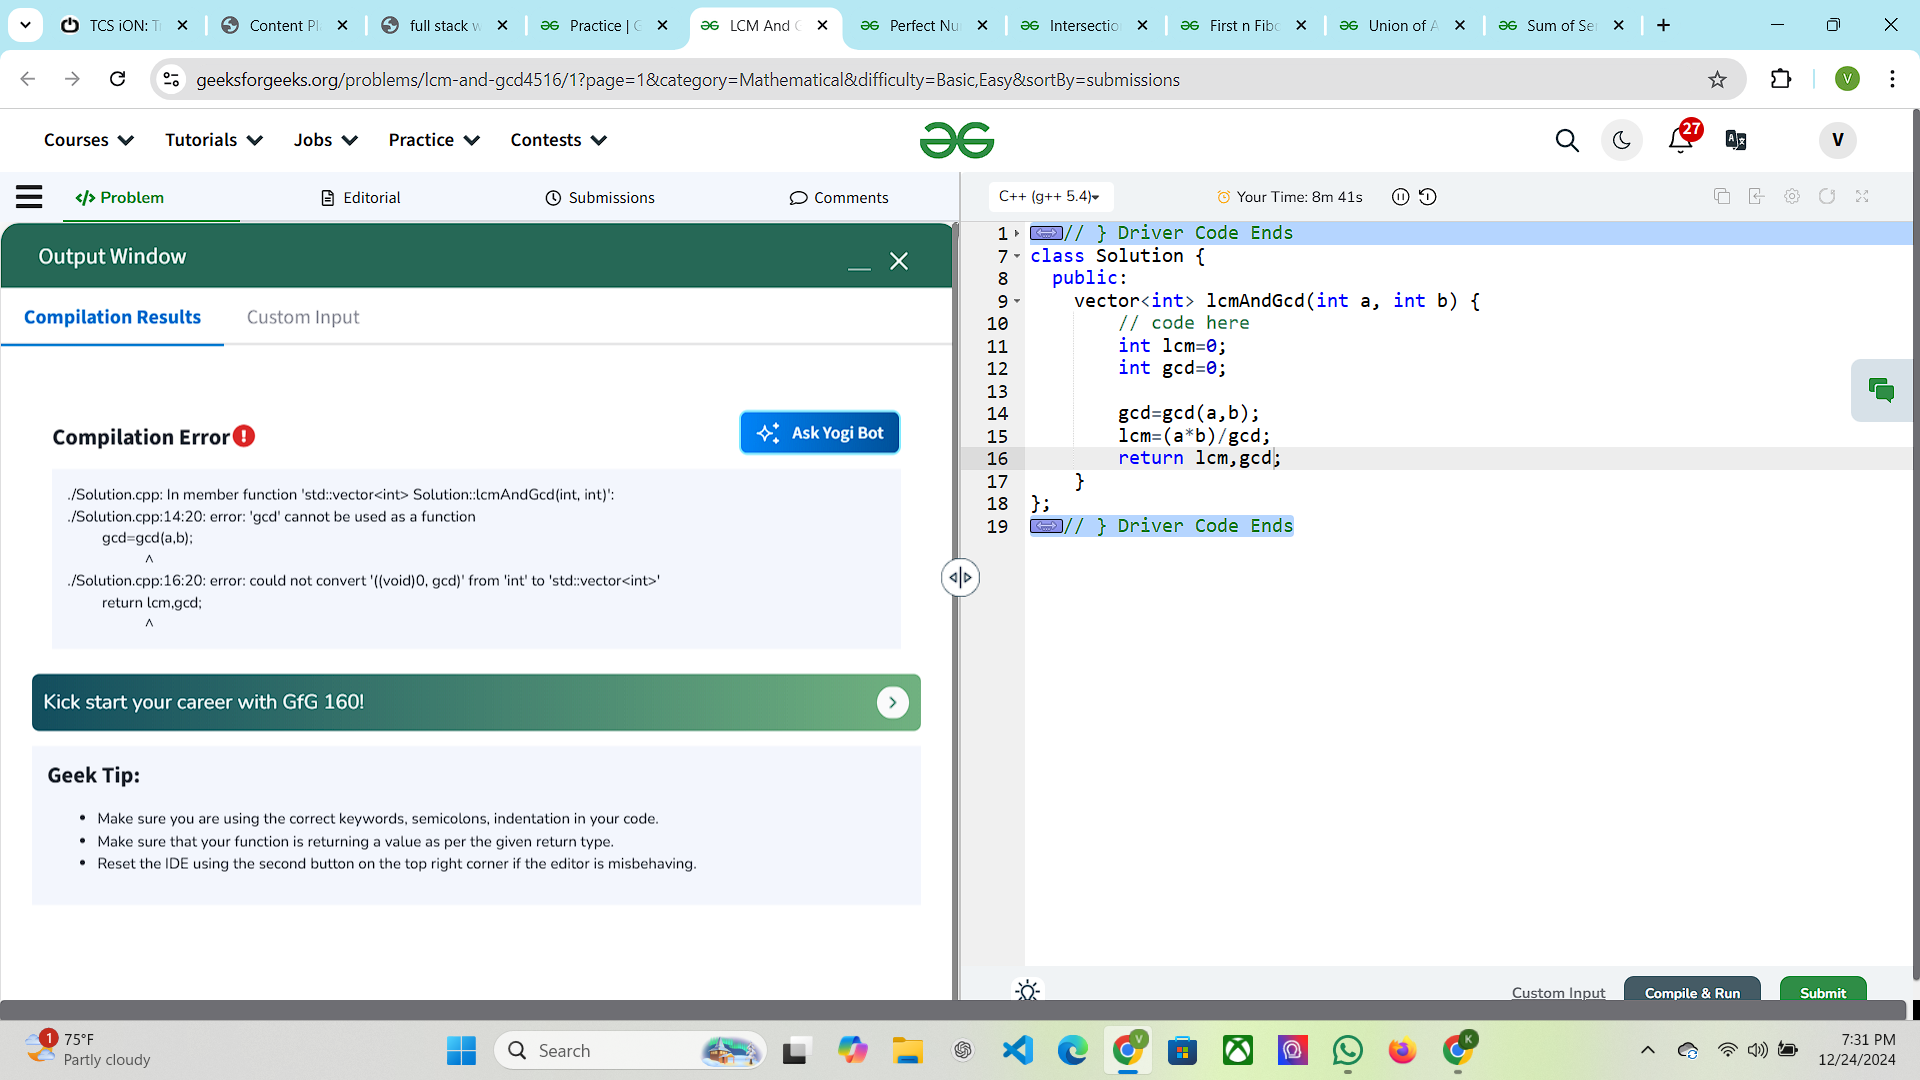 TCS iON: T
Content Pl
full stack w
Practice | G
LCM And G
Perfect Nu
Intersectio
First n Fibo
Union of A
Sum of Se
geeksforgeeks.org/problems/lcm-and-gcd4516/1?page=1&category=Mathematical&difficulty=Basic,Easy&sortBy=submissions
V
Courses
Tutorials
Jobs
Practice
Contests
27
V
</> Problem
Editorial
Submissions
Comments
C++ (g++ 5.4)
Your Time: 8m 41s
Output Window
Compilation Results
Custom Input
Compilation Error
Ask Yogi Bot
./Solution.cpp: In member function 'std::vector<int> Solution::lcmAndGcd(int, int)':
./Solution.cpp:14:20: error: 'gcd' cannot be used as a function
gcd=gcd(a,b);
^
./Solution.cpp:16:20: error: could not convert '((void)0, gcd)' from 'int' to 'std::vector<int>'
return lcm,gcd;
^
Kick start your career with GfG 160!
Geek Tip:
• Make sure you are using the correct keywords, semicolons, indentation in your code.
• Make sure that your function is returning a value as per the given return type.
• Reset the IDE using the second button on the top right corner if the editor is misbehaving.
1 // } Driver Code Ends
7 class Solution {
8 public:
9 vector<int> lcmAndGcd(int a, int b) {
10 // code here
11 int lcm=0;
12 int gcd=0;
13
14 gcd=gcd(a,b);
15 lcm=(a*b)/gcd;
16 return lcm,gcd;
17 }
18 };
19 // } Driver Code Ends
Custom Input
Compile & Run
Submit
1
75°F
Partly cloudy
Search
V
K
7:31 PM
12/24/2024